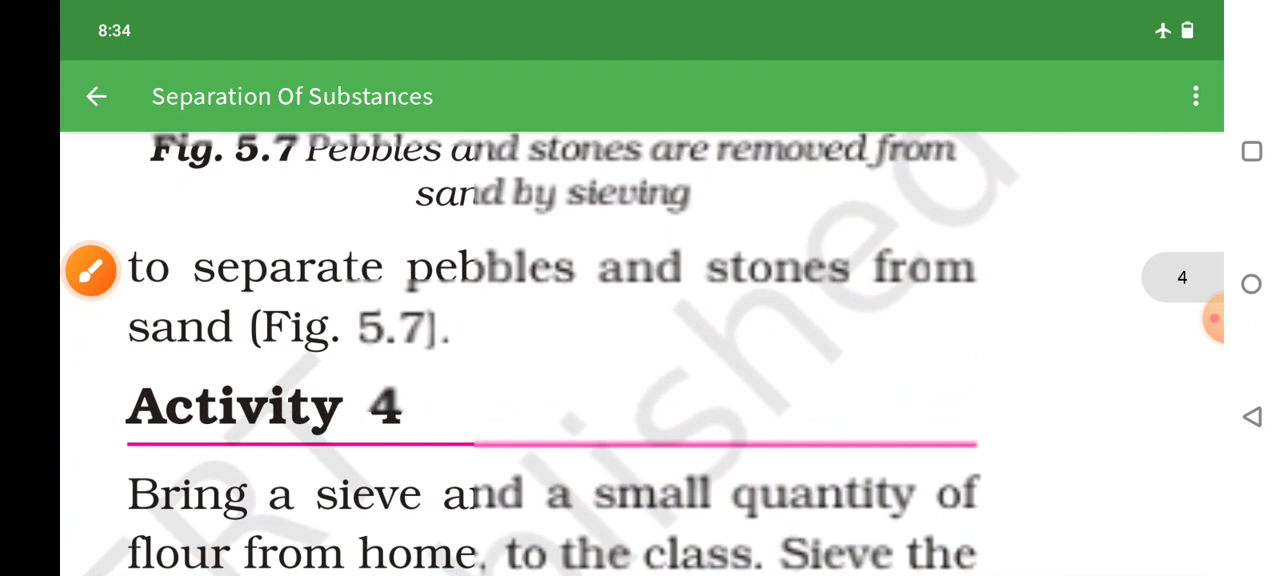 8:34
Separation Of Substances
Fig. 5.7 Pebbles and stones are removed from
sand by sieving
to separate pebbles and stones from
sand (Fig. 5.7].
4
Activity 4
Bring a sieve and a small quantity of
flour from home, to the class. Sieve the